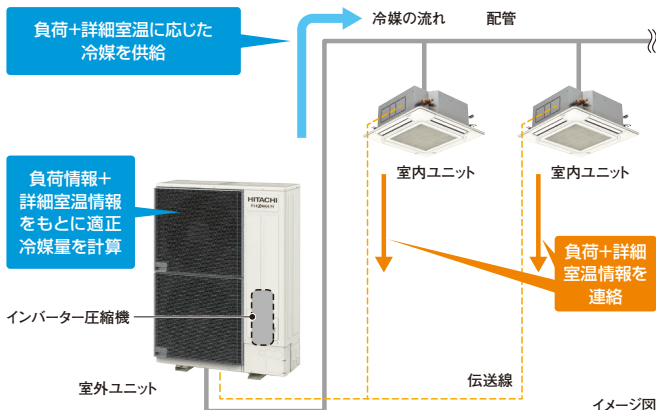 負荷+詳細室温に応じた
冷媒を供給
冷媒の流れ
配管
室内ユニット
室内ユニット
負荷情報+
詳細室温情報
をもとに適正
冷媒量を計算
HITACHI
負荷+詳細
室温情報を
連絡
インバーター圧縮機
伝送線
室外ユニット
イメージ図